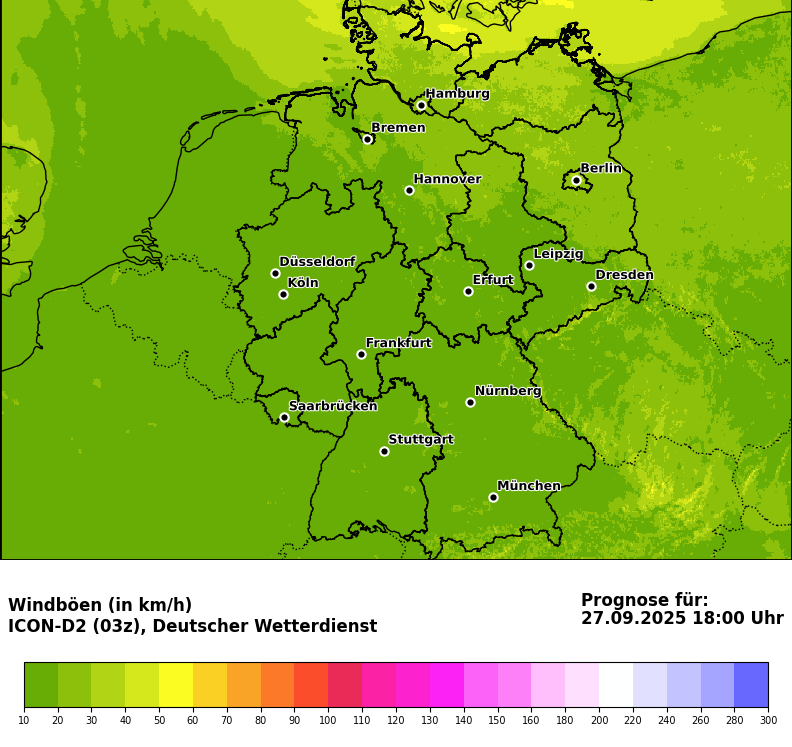 Hamburg
Bremen
Berlin
Hannover
Düsseldorf
Leipzig
Dresden
Köln
Erfurt
Frankfurt
Nürnberg
Saarbrücken
Stuttgart
München
Windböen (in km/h)
ICON-D2 (03z), Deutscher Wetterdienst
Prognose für:
27.09.2025 18:00 Uhr
10 20 30 40 50 60 70 80 90 100 110 120 130 140 150 160 180 200 220 240 260 280 300